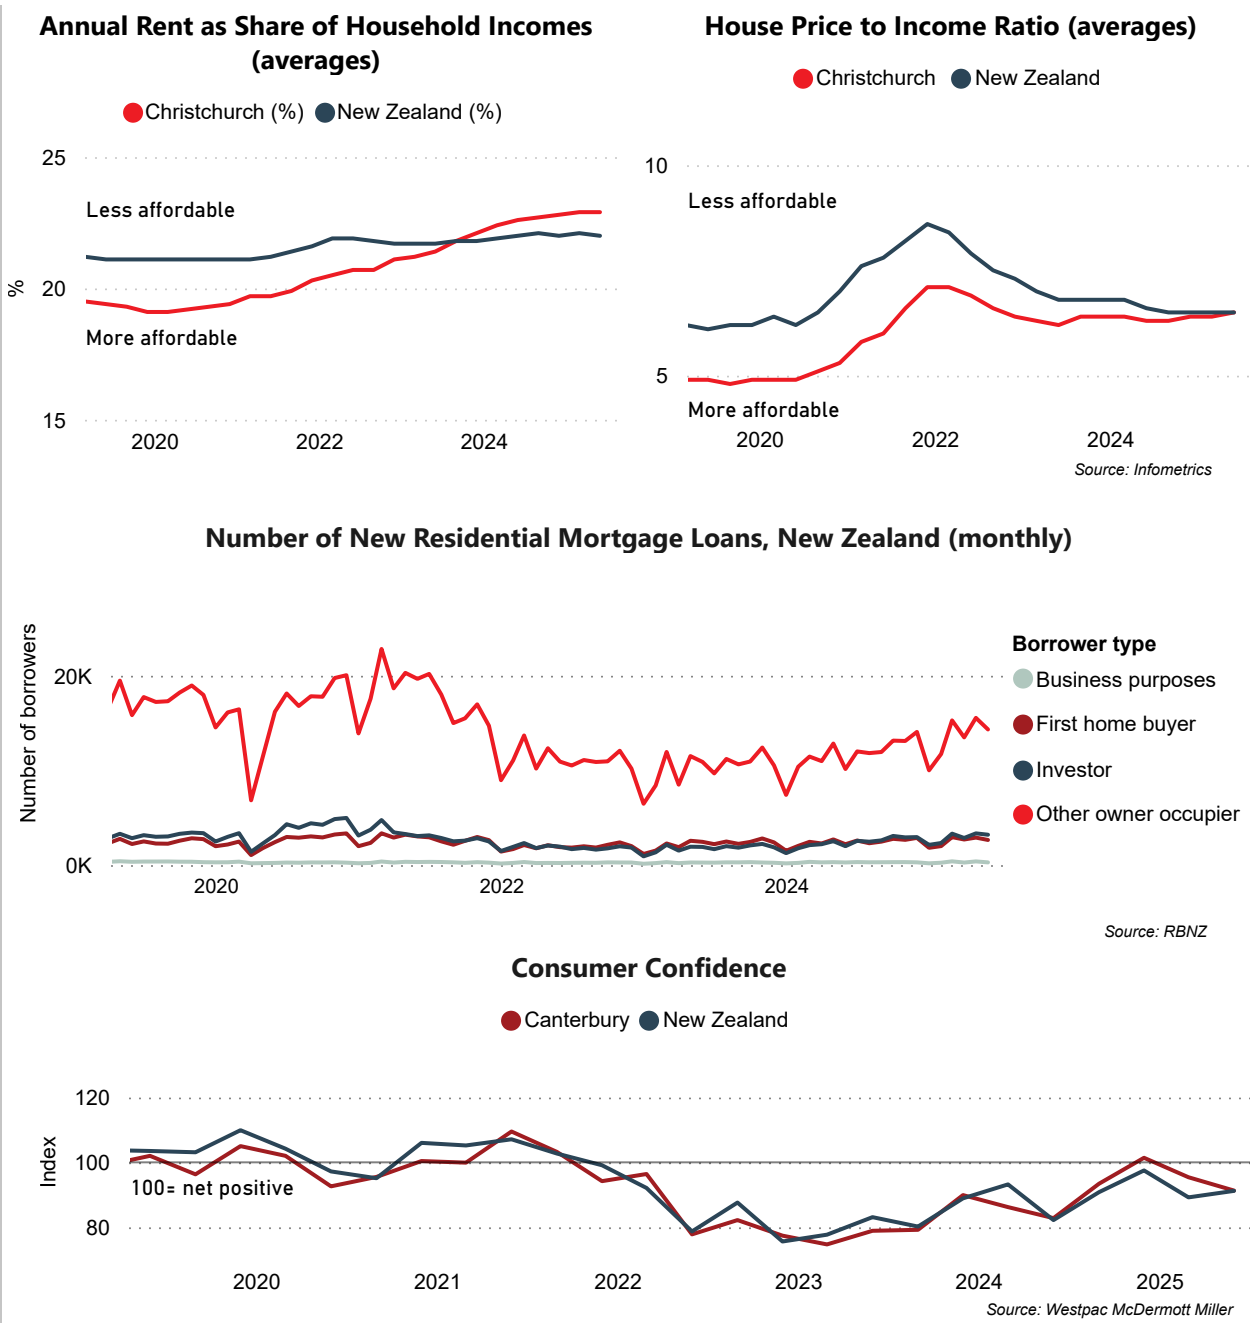 Annual Rent as Share of Household Incomes
(averages)
Christchurch (%) New Zealand (%)
25
Less affordable
%
20
More affordable
15
2020 2022 2024
House Price to Income Ratio (averages)
Christchurch New Zealand
10
Less affordable
5
More affordable
2020 2022 2024
Source: Infometrics
Number of New Residential Mortgage Loans, New Zealand (monthly)
Number of borrowers
20K
0K
2020 2022 2024
Borrower type
Business purposes
First home buyer
Investor
Other owner occupier
Source: RBNZ
Consumer Confidence
Canterbury New Zealand
Index
120
100
100= net positive
80
2020 2021 2022 2023 2024 2025
Source: Westpac McDermott Miller